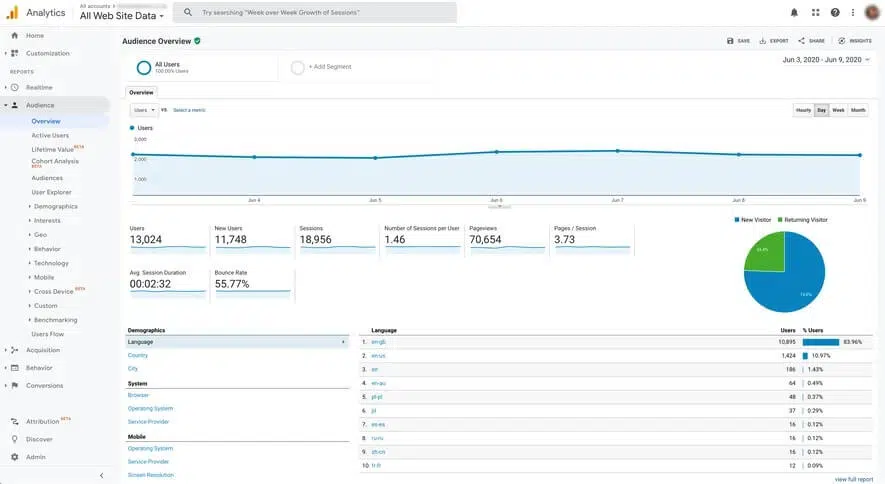 Analytics
All accounts >
All Web Site Data
Try searching "Week over Week Growth of Sessions"
Home
Customization
REPORTS
Realtime
Audience
Overview
Active Users
Lifetime Value BETA
Cohort Analysis
BETA
Audiences
User Explorer
Demographics
Interests
Geo
Behavior
Technology
Mobile
Cross Device BETA
Custom
Benchmarking
Users Flow
Acquisition
Behavior
Conversions
Attribution BETA
Discover
Admin
Audience Overview
SAVE
EXPORT
SHARE
INSIGHTS
All Users
100.00% Users
+ Add Segment
Jun 3, 2020 - Jun 9, 2020
Overview
Users
VS.
Select a metric
Hourly
Day
Week
Month
Users
3,000
2,000
1,000
Jun 4
Jun 5
Jun 6
Jun 7
Jun 8
Jun 9
Users
13,024
New Users
11,748
Sessions
18,956
Number of Sessions per User
1.46
Pageviews
70,654
Pages / Session
3.73
Avg. Session Duration
00:02:32
Bounce Rate
55.77%
New Visitor
Returning Visitor
Demographics
Language
Country
City
System
Browser
Operating System
Service Provider
Mobile
Operating System
Service Provider
Screen Resolution
Language Users % Users
1. en-gb 10,895 83.96%
2. en-us 1,424 10.97%
3. en 186 1.43%
4. en-au 64 0.49%
5. pl-pl 48 0.37%
6. 37 0.29%
7. es-es 16 0.12%
8. ru-ru 16 0.12%
9. zh-cn 16 0.12%
10. fr-fr 12 0.09%
view full report